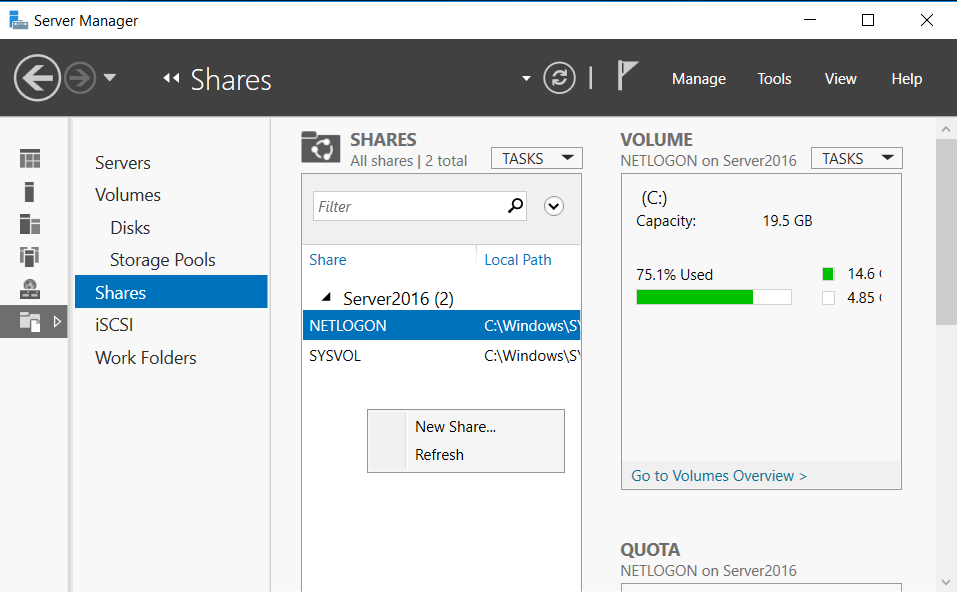 Server Manager
Shares
Manage Tools View Help
Servers
Volumes
Disks
Storage Pools
Shares
iSCSI
Work Folders
SHARES
All shares | 2 total
TASKS
Filter
Share Local Path
Server2016 (2)
NETLOGON C:\Windows\SY
SYSVOL C:\Windows\SY
New Share...
Refresh
VOLUME
NETLOGON on Server2016
TASKS
(C:)
Capacity: 19.5 GB
75.1% Used
14.6
4.85
Go to Volumes Overview >
QUOTA
NETLOGON on Server2016